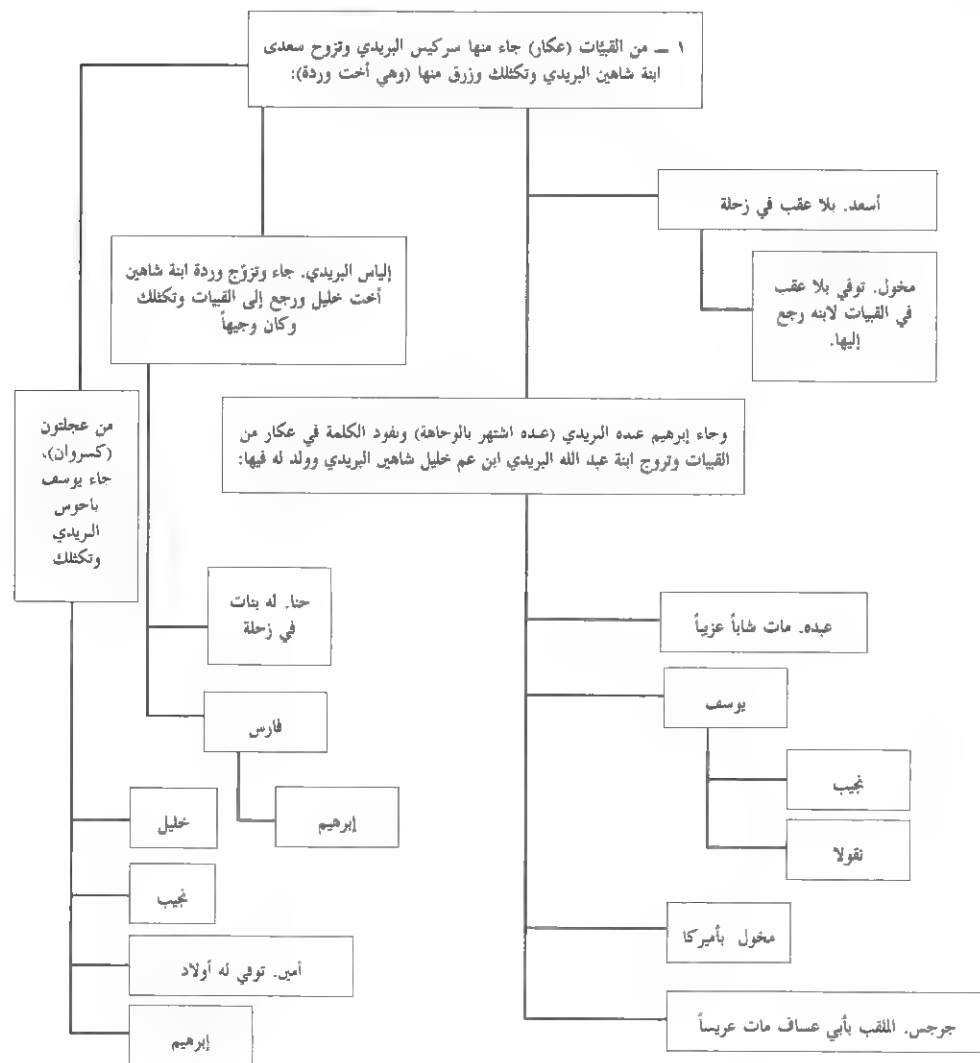 ١ ــ من القبيّات (عكار) جاء منها سركيس البريدي وتزوج سعدى
ابنة شاهين البريدي وتكثلك وزرق منها (وهي أخت وردة):
أسعد. بلا عقب في زحلة
مخول. توفي بلا عقب
في القبيات لابنه رجع
إليها.
إلياس البريدي. جاء وتزوّج وردة ابنة شاهين
أخت خليل ورجع إلى القبيات وتكثلك
وكان وجيهاً
من عجلتون
(كسروان)،
جاء يوسف
باحوس
البريدي
وتكثلك
وجاء إبرهيم عبده البريدي (عبده اشتهر بالوجاهة) ونفوذ الكلمة في عكار من
القبيات وتزوج ابنة عبد الله البريدي ابن عم خليل شاهين البريدي وولد له فيها:
حنا. له بنات
في زحلة
فارس
إبرهيم
عبده. مات شاباً عزيباً
يوسف
نجيب
نقولا
خليل
نجيب
أمين. توفي له أولاد
إبرهيم
مخول بأميركا
جرجس. الملقب بأبي عساف مات عريساً